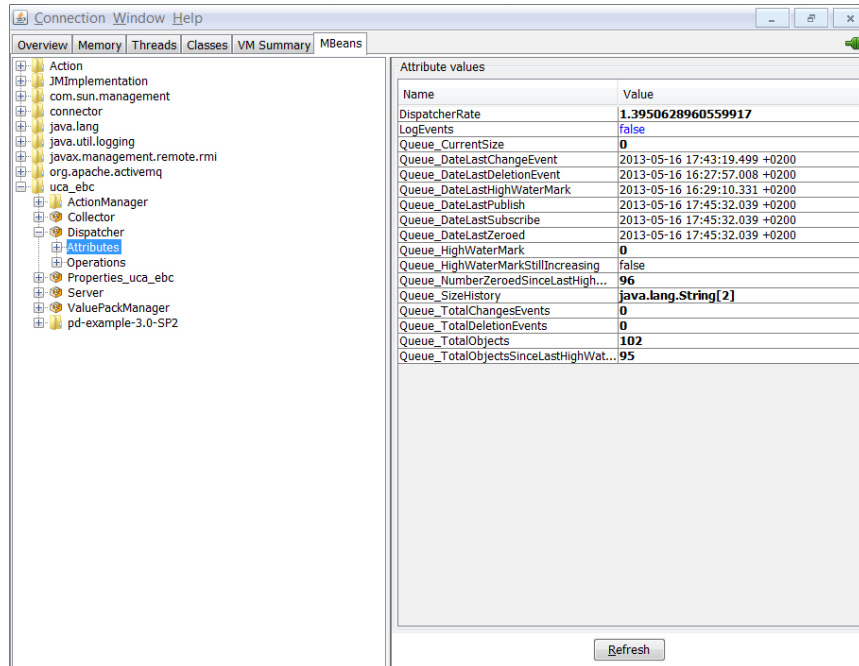 Connection Window Help
Overview Memory Threads Classes VM Summary MBeans
Action
JMImplementation
com.sun.management
connector
java.lang
java.util.logging
javax.management.remote.rmi
org.apache.activemq
uca_ebc
ActionManager
Collector
Dispatcher
Attributes
Operations
Properties_uca_ebc
Server
ValuePackManager
pd-example-3.0-SP2
Attribute values
Name Value
DispatcherRate 1.3950628960559917
LogEvents false
Queue_CurrentSize 0
Queue_DateLastChangeEvent 2013-05-16 17:43:19.499 +0200
Queue_DateLastDeletionEvent 2013-05-16 16:27:57.008 +0200
Queue_DateLastHighWaterMark 2013-05-16 16:29:10.331 +0200
Queue_DateLastPublish 2013-05-16 17:45:32.039 +0200
Queue_DateLastSubscribe 2013-05-16 17:45:32.039 +0200
Queue_DateLastZeroed 2013-05-16 17:45:32.039 +0200
Queue_HighWaterMark 0
Queue_HighWaterMarkStillIncreasing false
Queue_NumberZeroedSinceLastHigh... 96
Queue_SizeHistory java.lang.String[2]
Queue_TotalChangesEvents 0
Queue_TotalDeletionEvents 0
Queue_TotalObjects 102
Queue_TotalObjectsSinceLastHighWat... 95
Refresh